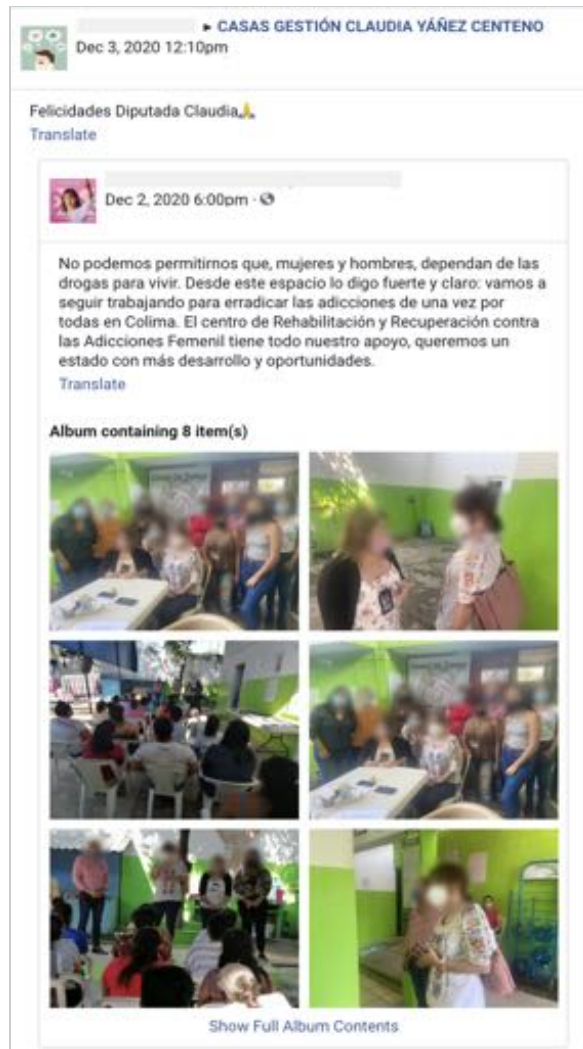 ▸ CASAS GESTIÓN CLAUDIA YÁÑEZ CENTENO
Dec 3, 2020 12:10pm
Felicidades Diputada Claudia🙏
Translate
Dec 2, 2020 6:00pm ·
No podemos permitirnos que, mujeres y hombres, dependan de las
drogas para vivir. Desde este espacio lo digo fuerte y claro: vamos a
seguir trabajando para erradicar las adicciones de una vez por
todas en Colima. El centro de Rehabilitación y Recuperación contra
las Adicciones Femenil tiene todo nuestro apoyo, queremos un
estado con más desarrollo y oportunidades.
Translate
Album containing 8 item(s)
Show Full Album Contents